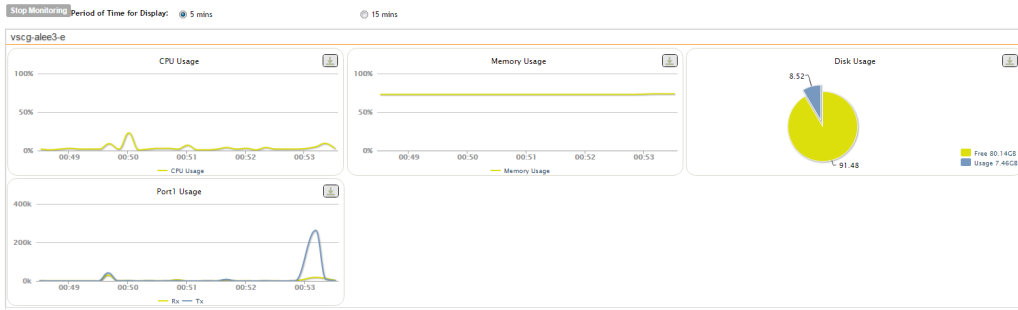 Stop Monitoring Period of Time for Display: 5 mins 15 mins
vscg-alee3-e
CPU Usage
100%
50%
0%
00:49 00:50 00:51 00:52 00:53
CPU Usage
Memory Usage
100%
50%
0%
00:49 00:50 00:51 00:52 00:53
Memory Usage
Disk Usage
8.52
91.48
Free 80.14GB
Usage 7.46GB
Port1 Usage
400k
200k
0k
00:49 00:50 00:51 00:52 00:53
Rx Tx